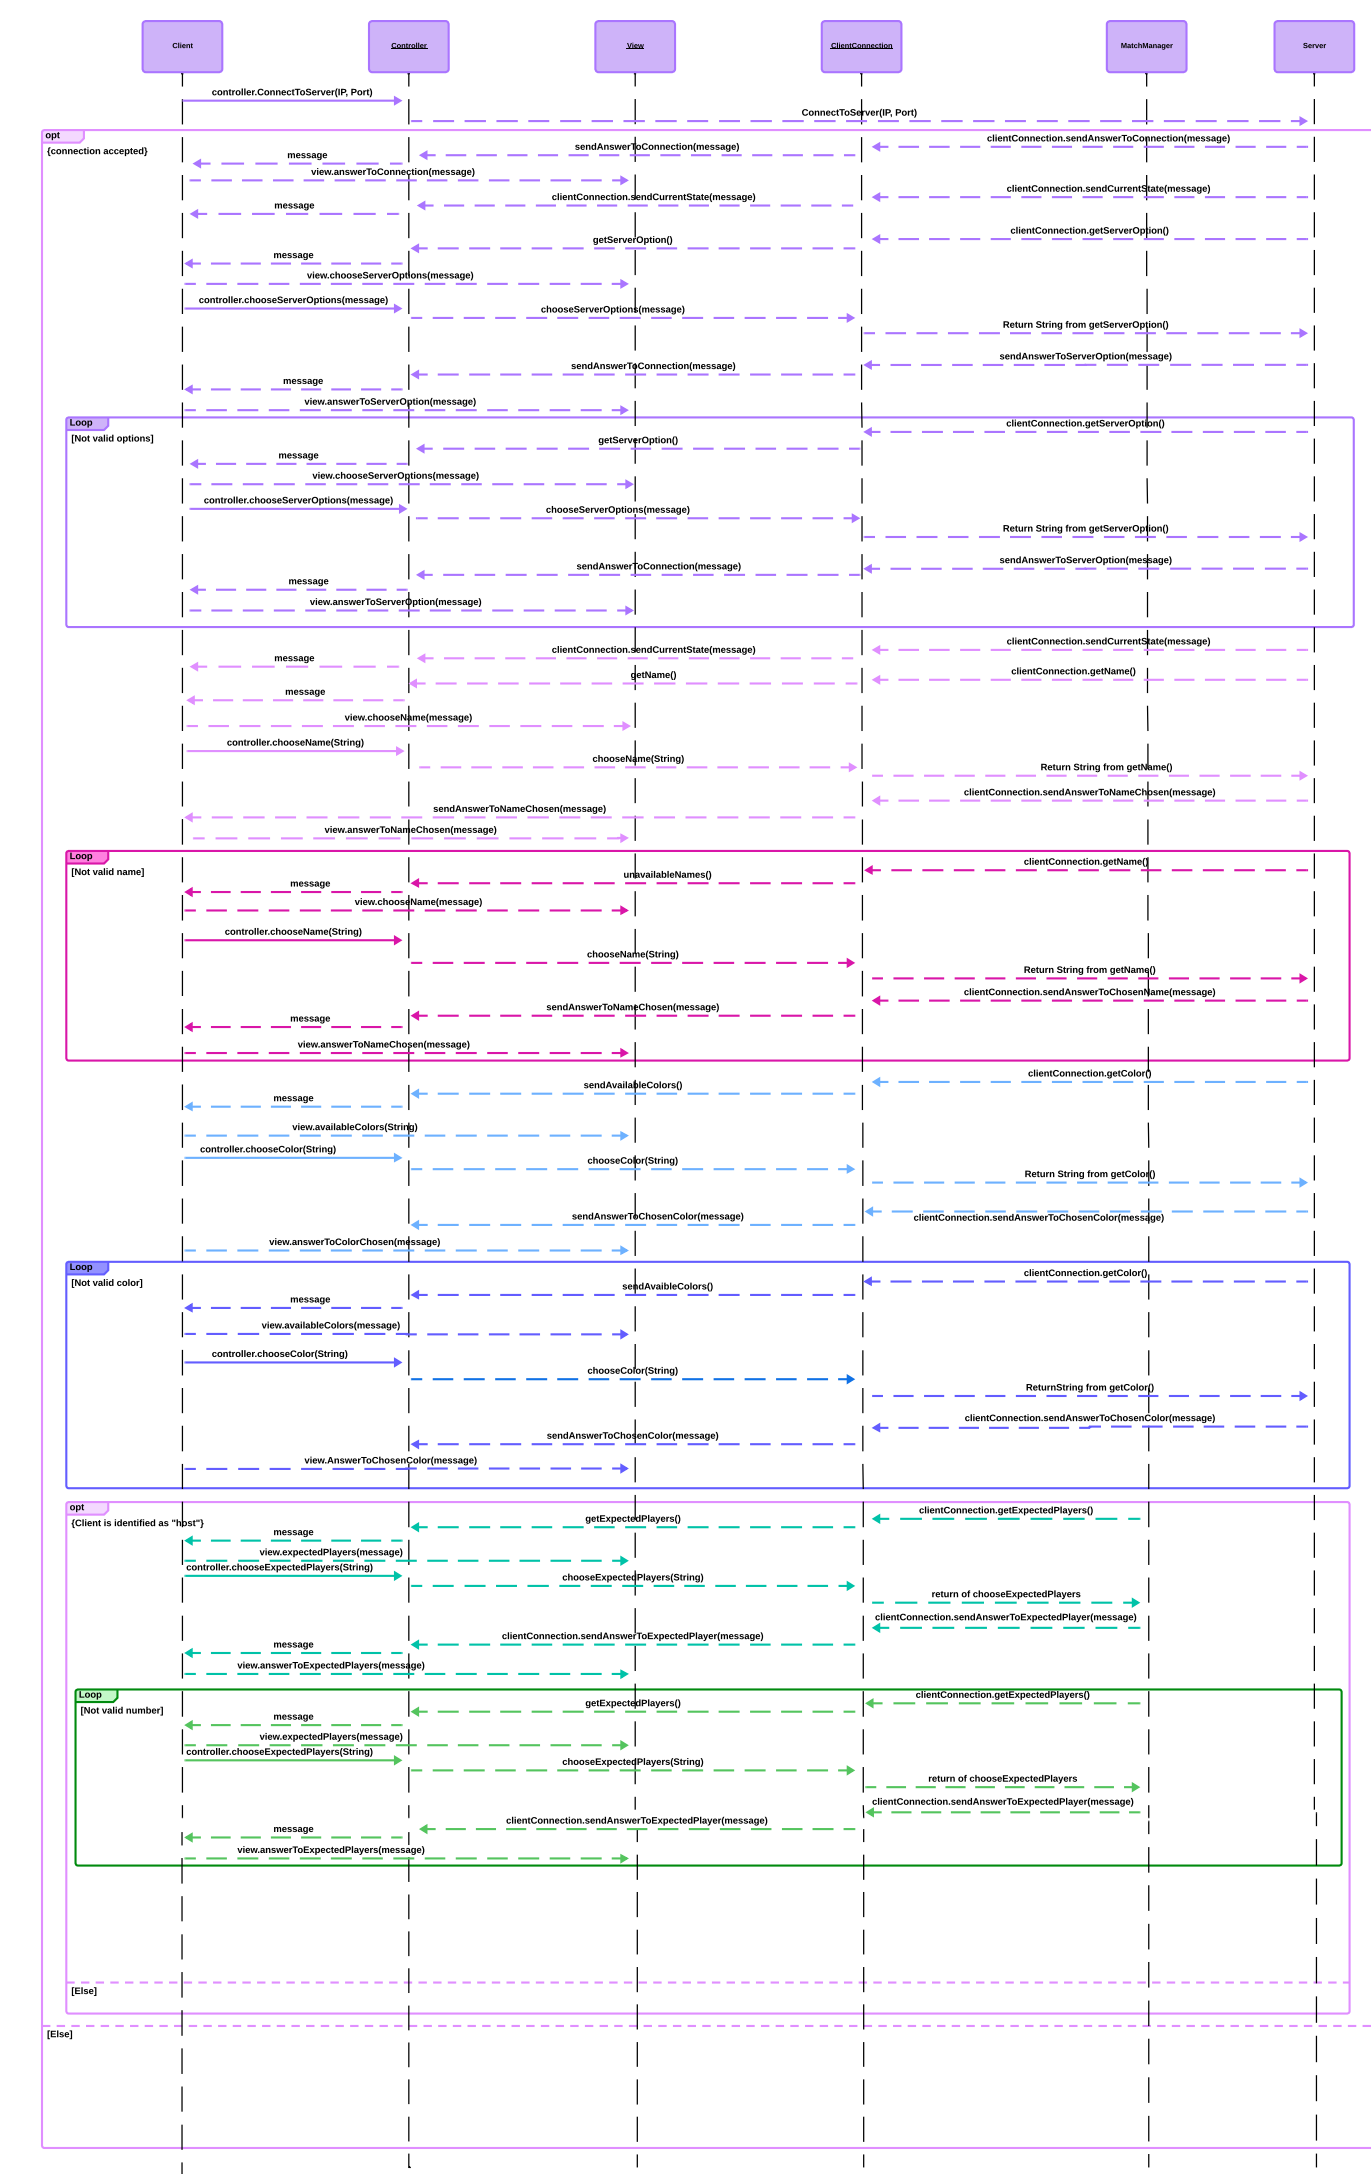 Client
Controller
View
ClientConnection
MatchManager
Server
controller.ConnectToServer(IP, Port)
ConnectToServer(IP, Port)
opt
{connection accepted}
clientConnection.sendAnswerToConnection(message)
sendAnswerToConnection(message)
message
view.answerToConnection(message)
clientConnection.sendCurrentState(message)
clientConnection.sendCurrentState(message)
message
clientConnection.getServerOption()
getServerOption()
message
view.chooseServerOptions(message)
controller.chooseServerOptions(message)
chooseServerOptions(message)
Return String from getServerOption()
sendAnswerToServerOption(message)
sendAnswerToConnection(message)
message
view.answerToServerOption(message)
Loop
[Not valid options]
clientConnection.getServerOption()
getServerOption()
message
view.chooseServerOptions(message)
controller.chooseServerOptions(message)
chooseServerOptions(message)
Return String from getServerOption()
sendAnswerToServerOption(message)
sendAnswerToConnection(message)
message
view.answerToServerOption(message)
clientConnection.sendCurrentState(message)
clientConnection.sendCurrentState(message)
message
clientConnection.getName()
getName()
message
view.chooseName(message)
controller.chooseName(String)
chooseName(String)
Return String from getName()
clientConnection.sendAnswerToNameChosen(message)
sendAnswerToNameChosen(message)
view.answerToNameChosen(message)
Loop
[Not valid name]
clientConnection.getName()
unavailableNames()
message
view.chooseName(message)
controller.chooseName(String)
chooseName(String)
Return String from getName()
clientConnection.sendAnswerToChosenName(message)
sendAnswerToNameChosen(message)
message
view.answerToNameChosen(message)
clientConnection.getColor()
sendAvailableColors()
message
view.availableColors(String)
controller.chooseColor(String)
chooseColor(String)
Return String from getColor()
sendAnswerToChosenColor(message)
clientConnection.sendAnswerToChosenColor(message)
view.answerToColorChosen(message)
Loop
[Not valid color]
clientConnection.getColor()
sendAvaibleColors()
message
view.availableColors(message)
controller.chooseColor(String)
chooseColor(String)
ReturnString from getColor()
clientConnection.sendAnswerToChosenColor(message)
sendAnswerToChosenColor(message)
view.AnswerToChosenColor(message)
opt
{Client is identified as "host"}
clientConnection.getExpectedPlayers()
getExpectedPlayers()
message
view.expectedPlayers(message)
controller.chooseExpectedPlayers(String)
chooseExpectedPlayers(String)
return of chooseExpectedPlayers
clientConnection.sendAnswerToExpectedPlayer(message)
clientConnection.sendAnswerToExpectedPlayer(message)
message
view.answerToExpectedPlayers(message)
Loop
[Not valid number]
clientConnection.getExpectedPlayers()
getExpectedPlayers()
message
view.expectedPlayers(message)
controller.chooseExpectedPlayers(String)
chooseExpectedPlayers(String)
return of chooseExpectedPlayers
clientConnection.sendAnswerToExpectedPlayer(message)
clientConnection.sendAnswerToExpectedPlayer(message)
message
view.answerToExpectedPlayers(message)
[Else]
[Else]